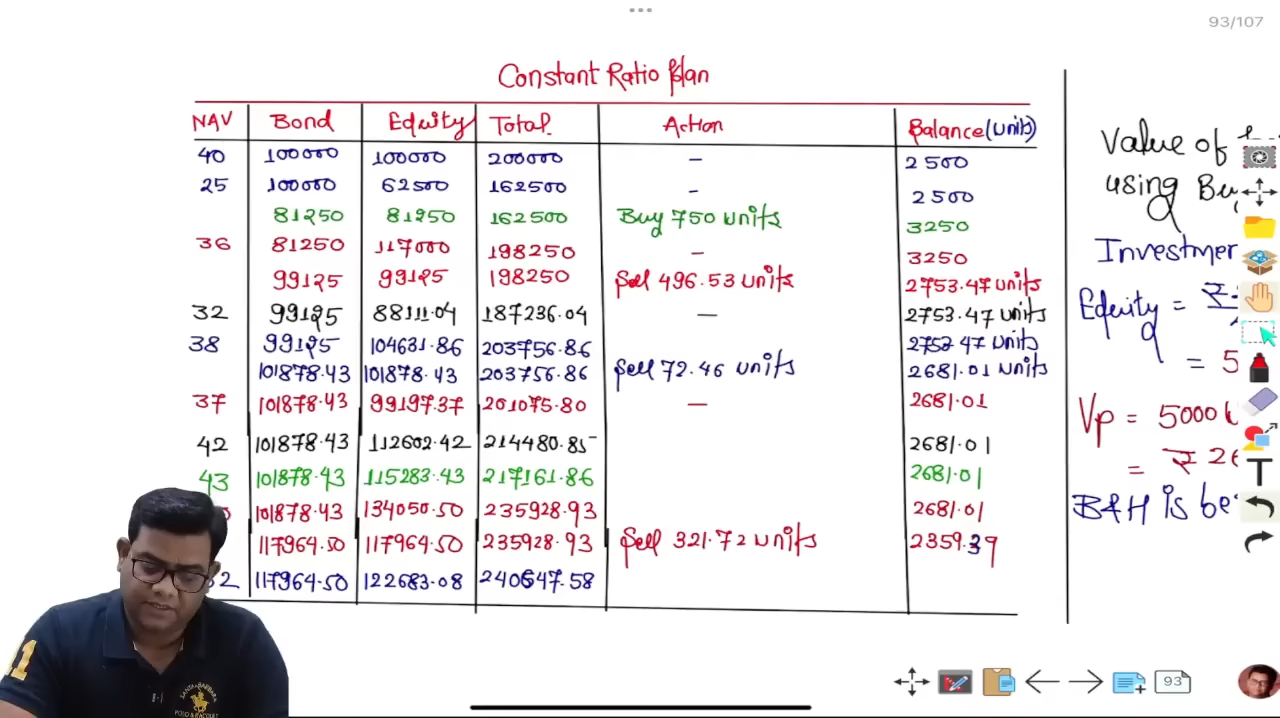 93/107
Constant Ratio Plan
NAV Bond Equity Total Action Balance(units)
40 100000 100000 200000 - 2500
25 100000 62500 162500 - 2500
81250 81250 162500 Buy 750 units 3250
36 81250 117000 198250 - 3250
99125 99125 198250 Sell 496.53 units 2753.47 units
32 99125 88111.04 187236.04 — 2753.47 units
38 99125 104631.86 203756.86 2753.47 units
101878.43 101878.43 203756.86 Sell 72.46 units 2681.01 units
37 101878.43 99197.37 201075.80 — 2681.01
42 101878.43 112602.42 214480.85 2681.01
43 101878.43 115283.43 217161.86 2681.01
101878.43 134050.50 235928.93 2681.01
117964.50 117964.50 235928.93 Sell 321.72 units 2359.39
2 117964.50 122683.08 240647.58
Value of
using
Equity = ₹
= 5
Vp = 5000
= ₹ 26
B&H is
11
93